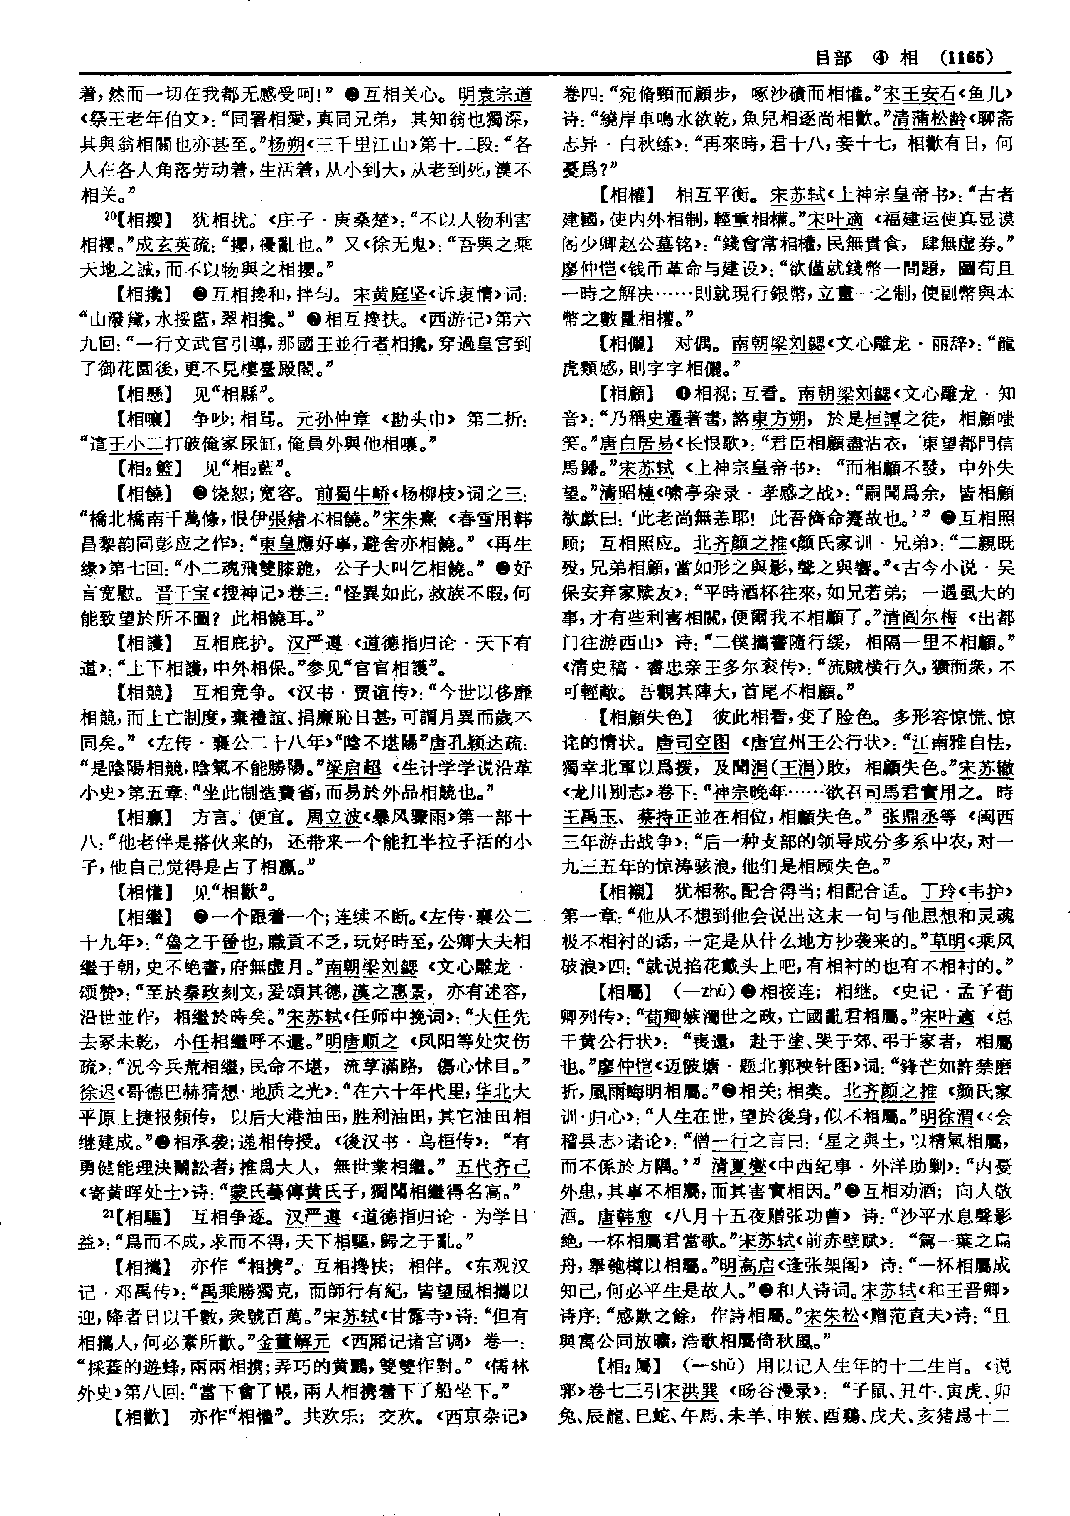 目部 ④ 相 (1165)
着,然而一切在我都无感受呵!” ❷互相关心。 明袁宗道
《祭王老年伯文》:“同署相愛,真同兄弟, 其知翁也獨深,
其與翁相關也亦甚至。”杨朔《三千里江山》第十二段:“各
人在各人角落劳动着,生活着,从小到大,从老到死,漠不
相关。”
20【相攖】 犹相扰。《庄子·庚桑楚》:“不以人物利害
相攖。”成玄英疏:“攖,擾亂也。” 又《徐无鬼》:“吾與之乘
天地之誠,而不以物與之相攖。”
【相攙】 ❶互相搀和,拌匀。 宋黄庭坚《诉衷情》词:
“山潑黛,水挼藍,翠相攙。” ❷相互搀扶。《西游记》第六
九回:“一行文武官引導,那國王並行者相攙,穿過皇宫到
了御花園後,更不見樓臺殿閣。”
【相懸】 见“相縣”。
【相嚷】 争吵;相骂。 元孙仲章 《勘头巾》 第二折:
“這王小二打破俺家尿缸,俺員外與他相嚷。”
【相2籃】 见“相2藍”。
【相饒】 ❶饶恕;宽容。 前蜀牛峤《杨柳枝》词之三:
“橋北橋南千萬條,恨伊張緒不相饒。”宋朱熹 《春雪用韩
昌黎韵同彭应之作》:“東皇應好事,避舍亦相饒。” 《再生
缘》第七回:“小二魂飛雙膝跪, 公子大叫乞相饒。” ❷好
言宽慰。 晋干宝《搜神记》卷三:“怪異如此,救族不暇,何
能致望於所不圖? 此相饒耳。”
【相護】 互相庇护。 汉严遵 《道德指归论·天下有
道》:“上下相護,中外相保。”参见“官官相護”。
【相競】 互相竞争。《汉书·贾谊传》:“今世以侈靡
相競,而上亡制度,棄禮誼、捐廉恥日甚,可謂月異而歲不
同矣。” 《左传·襄公二十八年》“陰不堪陽”唐孔颖达疏:
“是陰陽相競,陰氣不能勝陽。”梁启超 《生计学学说沿革
小史》第五章:“坐此制造費省,而易於外品相競也。”
【相贏】 方言。便宜。 周立波《暴风骤雨》第一部十
八:“他老伴是搭伙来的, 还带来一个能扛半拉子活的小
子,他自己觉得是占了相贏。”
【相懽】 见“相歡”。
【相繼】 ❶一个跟着一个;连续不断。《左传·襄公二
十九年》:“魯之于晉也,職貢不乏,玩好時至,公卿大夫相
繼于朝,史不絶書,府無虚月。”南朝梁刘勰 《文心雕龙·
颂赞》:“至於秦政刻文,爰頌其德,漢之惠景, 亦有述容,
沿世並作, 相繼於時矣。”宋苏轼《任师中挽词》:“大任先
去冢未乾, 小任相繼呼不還。”明唐顺之 《凤阳等处灾伤
疏》:“况今兵荒相繼,民命不堪, 流莩滿路, 傷心怵目。”
徐迟《哥德巴赫猜想·地质之光》:“在六十年代里,华北大
平原上捷报频传, 以后大港油田,胜利油田,其它油田相
继建成。”❷相承袭;递相传授。 《後汉书·乌桓传》: “有
勇健能理决鬭訟者,推爲大人, 無世業相繼。” 五代齐己
《寄黄晖处士》诗:“蒙氏藝傳黄氏子,獨聞相繼得名高。”
21【相驅】 互相争逐。 汉严遵 《道德指归论·为学日
益》:“爲而不成,求而不得,天下相驅,歸之于亂。”
【相攜】 亦作 “相携”。互相搀扶; 相伴。 《东观汉
记·邓禹传》:“禹乘勝獨克, 而師行有紀, 皆望風相攜以
迎,降者日以千數,衆號百萬。”宋苏轼《甘露寺》诗:“但有
相攜人,何必素所歡。”金董解元 《西厢记诸宫调》 卷一:
“採蕋的遊蜂,兩兩相携;弄巧的黄鸝,雙雙作對。” 《儒林
外史》第八回:“當下會了帳,兩人相携着下了船坐下。”
【相歡】 亦作“相懽”。共欢乐; 交欢。 《西京杂记》
卷四:“宛脩頸而顧步, 啄沙磧而相懽。”宋王安石《鱼儿》
诗:“繞岸車鳴水欲乾,魚兒相逐尚相歡。”清蒲松龄《聊斋
志异·白秋练》:“再來時,君十八,妾十七, 相歡有日, 何
憂爲?”
【相權】 相互平衡。 宋苏轼《上神宗皇帝书》:“古者
建國,使内外相制,輕重相權。”宋叶適 《福建运使直显谟
阁少卿赵公墓铭》:“錢會常相權,民無貴食, 肆無虚券。”
廖仲恺《钱币革命与建设》:“欲僅就錢幣一問題, 圖苟且
一時之解决……則就現行銀幣,立畫一之制,使副幣與本
幣之數量相權。”
【相儷】 对偶。 南朝梁刘勰《文心雕龙·丽辞》:“龍
虎類感,則字字相儷。”
【相顧】 ❶相视;互看。 南朝梁刘勰《文心雕龙·知
音》:“乃稱史遷著書,諮東方朔, 於是桓譚之徒, 相顧嗤
笑。”唐白居易《长恨歌》:“君臣相顧盡沾衣, 東望都門信
馬歸。”宋苏轼 《上神宗皇帝书》: “而相顧不發, 中外失
望。”清昭槤《啸亭杂录·孝感之战》:“嗣聞爲余, 皆相顧
欷歔曰:‘此老尚無恙耶! 此吾儕命蹇故也。’” ❷互相照
顾; 互相照应。 北齐颜之推《颜氏家训·兄弟》:“二親既
殁,兄弟相顧,當如形之與影,聲之與響。”《古今小说·吴
保安弃家赎友》:“平時酒杯往來,如兄若弟; 一遇虱大的
事,才有些利害相關,便爾我不相顧了。”清阎尔梅 《出都
门往游西山》 诗:“二僕攜書隨行緩, 相隔一里不相顧。”
《清史稿·睿忠亲王多尔衮传》:“流賊横行久,獷而衆,不
可輕敵。 吾觀其陣大,首尾不相顧。”
【相顧失色】 彼此相看,变了脸色。 多形容惊慌、惊
诧的情状。 唐司空图 《唐宣州王公行状》:“江南雅自怯,
獨幸北軍以爲援, 及聞涓(王涓)敗, 相顧失色。”宋苏辙
《龙川别志》卷下:“神宗晚年……欲召司馬君實用之。 時
王禹玉、 蔡持正並在相位,相顧失色。” 张鼎丞等 《闽西
三年游击战争》:“后一种支部的领导成分多系中农,对一
九三五年的惊涛骇浪,他们是相顾失色。”
【相襯】 犹相称。配合得当;相配合适。 丁玲《韦护》
第一章:“他从不想到他会说出这末一句与他思想和灵魂
极不相衬的话,一定是从什么地方抄袭来的。”草明《乘风
破浪》四:“就说掐花戴头上吧,有相衬的也有不相衬的。”
【相屬】 (—zhǔ)❶相接连; 相继。 《史记·孟子荀
卿列传》:“荀卿嫉濁世之政,亡國亂君相屬。”宋叶適 《总
干黄公行状》: “喪還, 赴于塗、哭于郊、弔于家者, 相屬
也。”廖仲恺《迈陂塘·题北郭秧针图》词:“鋒芒如許禁磨
折,風雨晦明相屬。”❷相关;相类。 北齐颜之推 《颜氏家
训·归心》:“人生在世,望於後身,似不相屬。”明徐渭《〈会
稽县志〉诸论》:“僧一行之言曰:‘星之與土,以精氣相屬,
而不係於方隅。’” 清夏燮《中西纪事·外洋助剿》:“内憂
外患,其事不相屬,而其害實相因。”❸互相劝酒; 向人敬
酒。 唐韩愈 《八月十五夜赠张功曹》 诗:“沙平水息聲影
絶,一杯相屬君當歌。”宋苏轼《前赤壁赋》: “駕一葉之扁
舟,舉匏樽以相屬。”明高启《逢张架阁》 诗:“一杯相屬成
知己,何必平生是故人。”❹和人诗词。宋苏轼《和王晋卿》
诗序:“感歎之餘, 作詩相屬。”宋朱松《赠范直夫》诗:“且
與寓公同放曠,浩歌相屬倚秋風。”
【相2屬】 (—shǔ) 用以记人生年的十二生肖。 《说
郛》卷七三引宋洪巽 《旸谷漫录》: “子鼠、丑牛、寅虎、卯
兔、辰龍、巳蛇、午馬、未羊、申猴、酉鷄、戌犬、亥猪爲十二